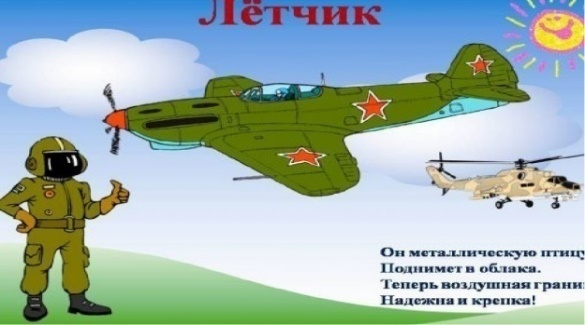 Лётчик
Он металлическую птицу
Поднимет в облака.
Теперь воздушная грани
Надежна и крепка!